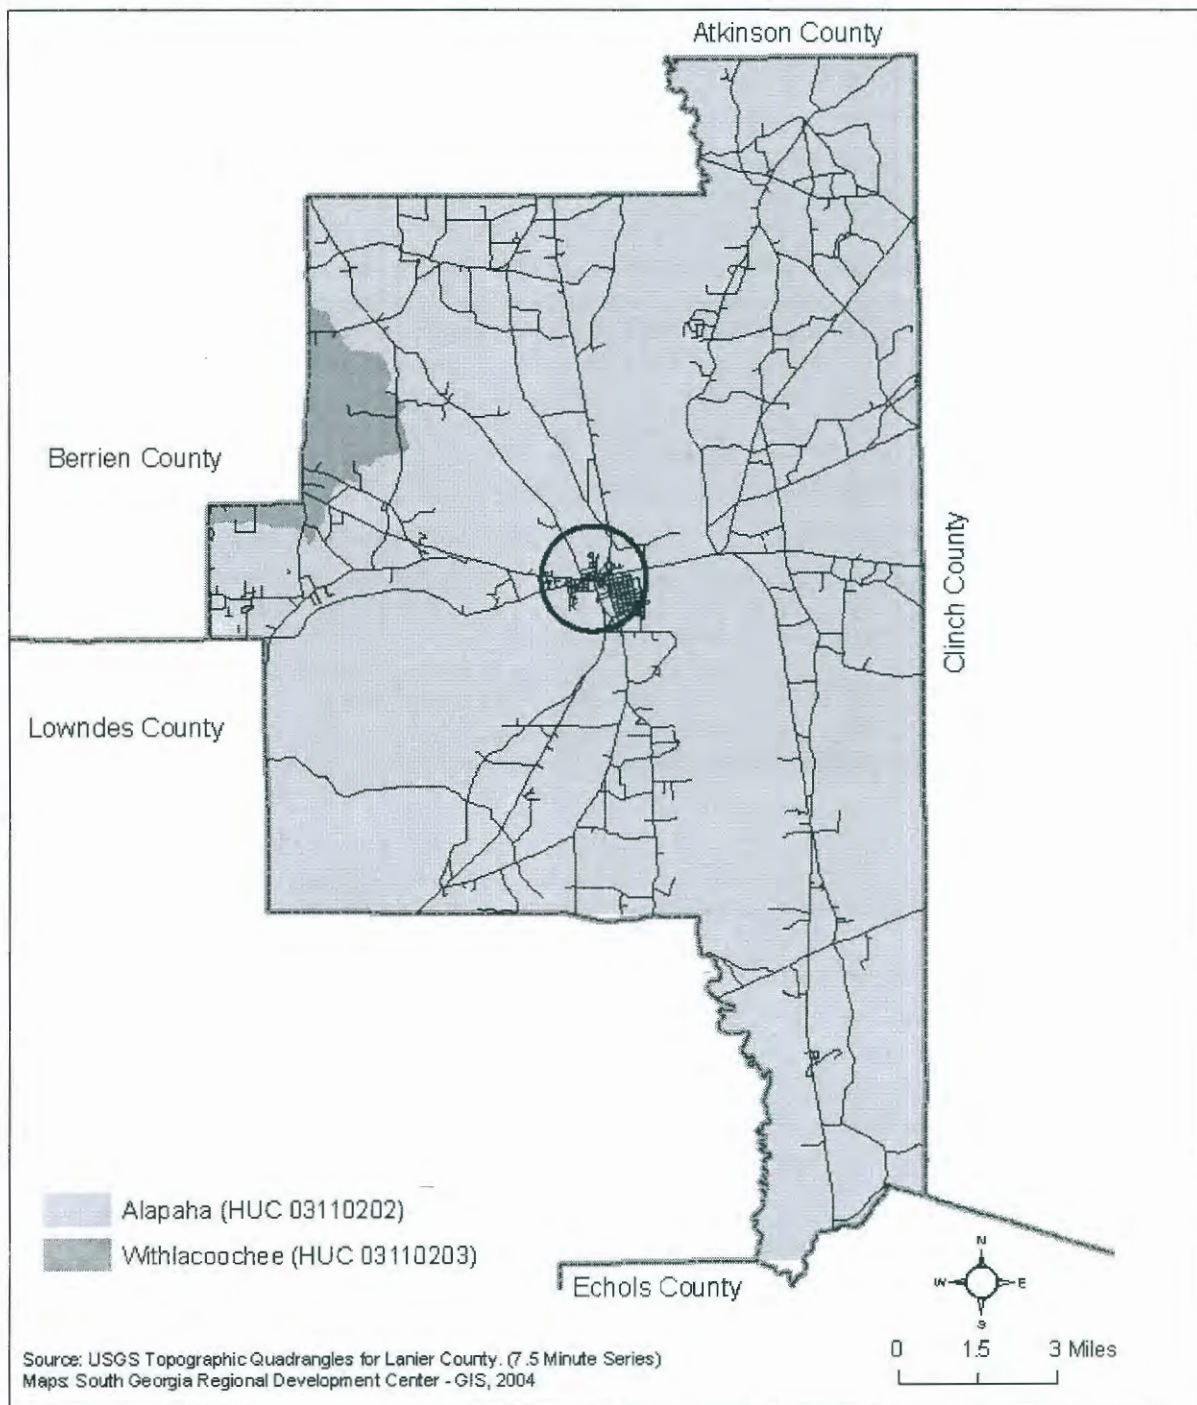 Atkinson County
Berrien County
Clinch County
Lowndes County
Alapaha (HUC 03110202)
Withlacoochee (HUC 03110203)
Echols County
N
W E
S
0 1.5 3 Miles
Source: USGS Topographic Quadrangles for Lanier County. (7.5 Minute Series)
Maps: South Georgia Regional Development Center - GIS, 2004